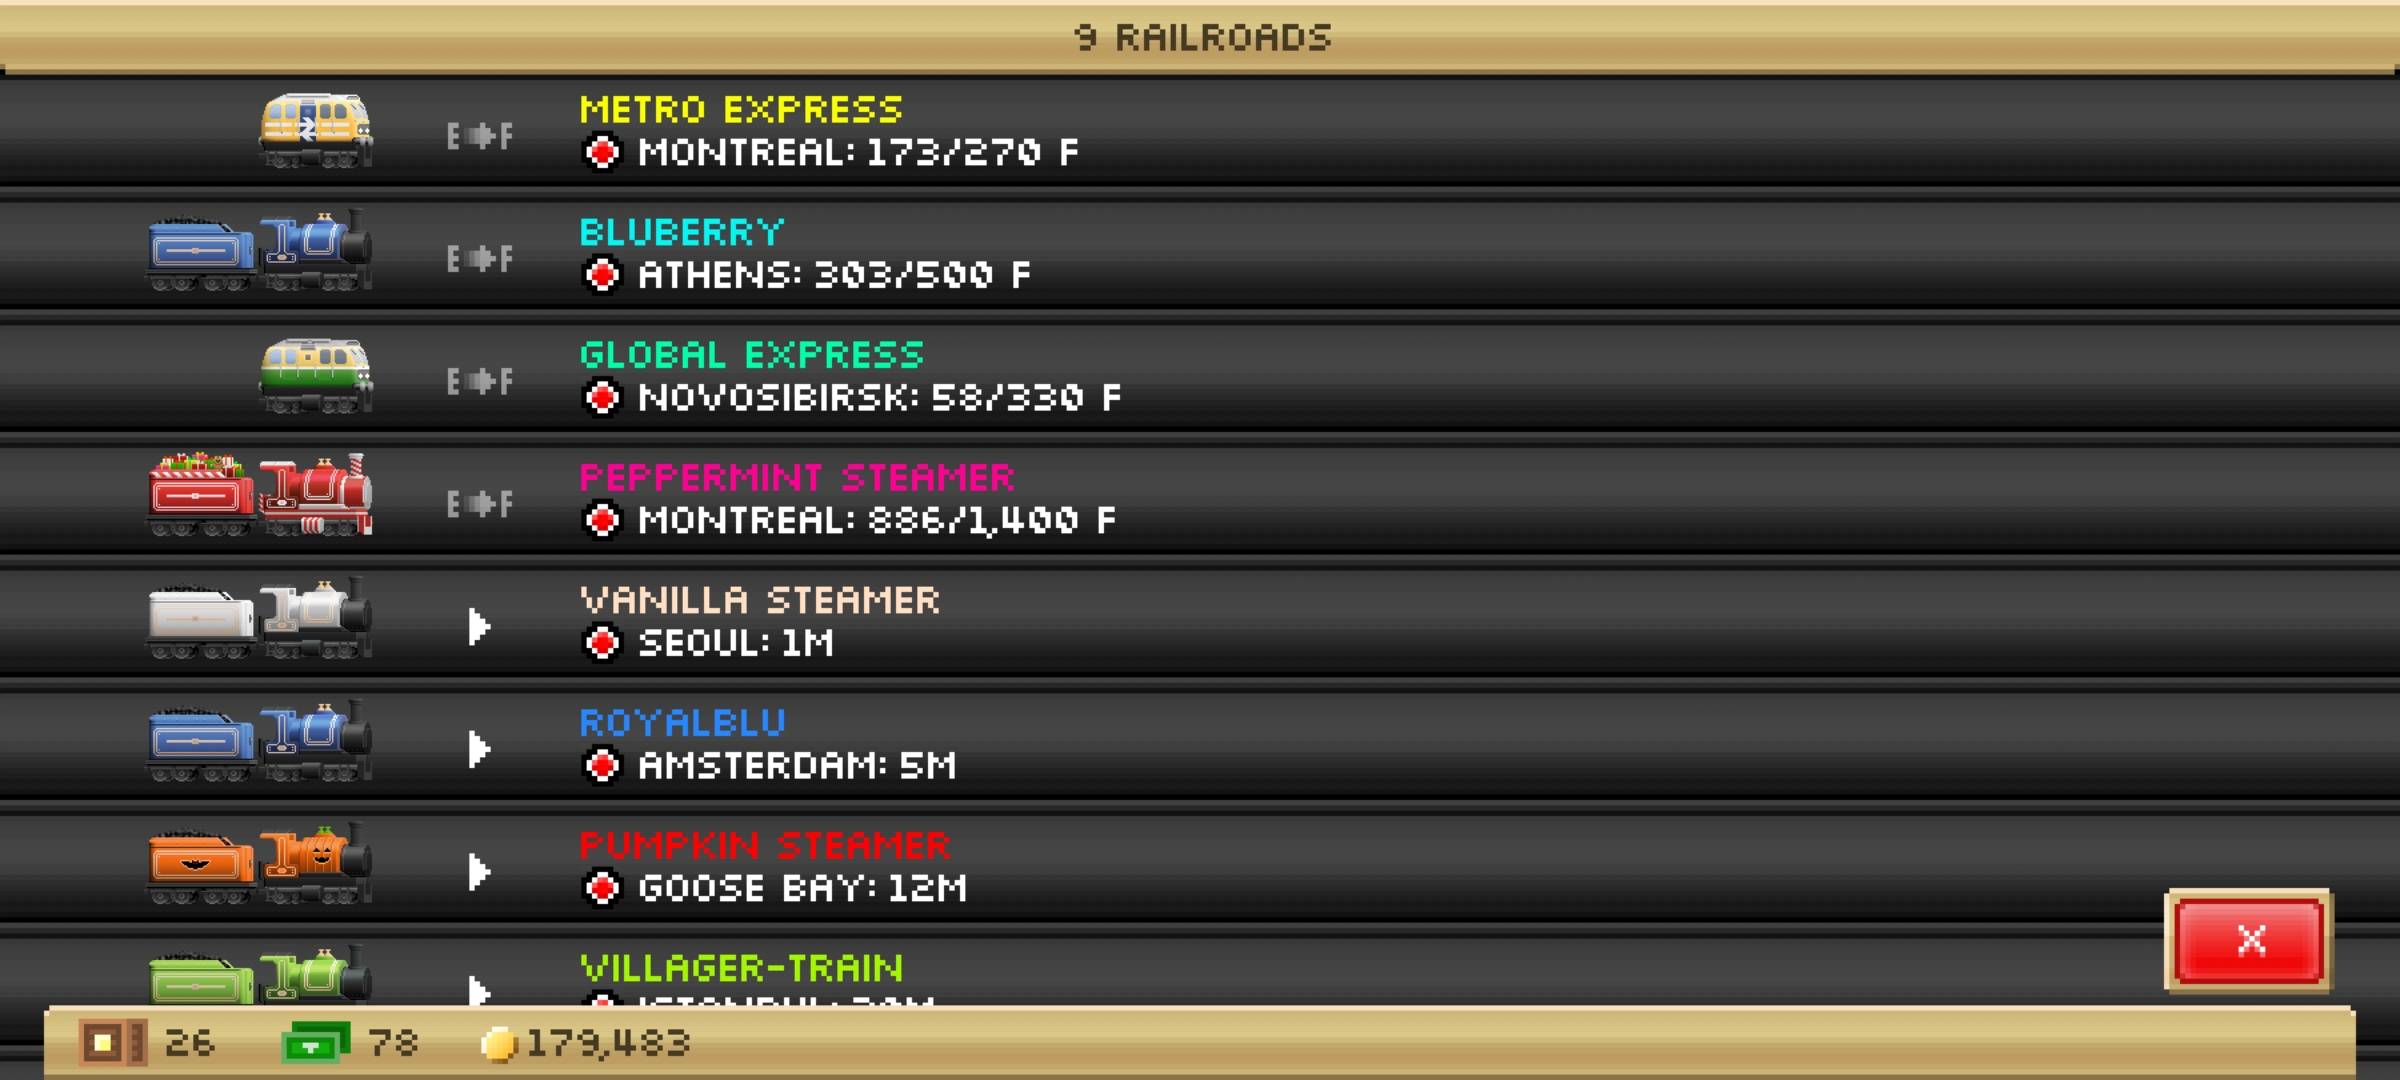 9 RAILROADS
METRO EXPRESS
E F MONTREAL: 173/270 F
BLUBERRY
E F ATHENS: 303/500 F
GLOBAL EXPRESS
E F NOVOSIBIRSK: 58/330 F
PEPPERMINT STEAMER
E F MONTREAL: 886/1,400 F
VANILLA STEAMER
SEOUL: 1M
ROYALBLU
AMSTERDAM: 5M
PUMPKIN STEAMER
GOOSE BAY: 12M
VILLAGER-TRAIN
X
26 78 179,483